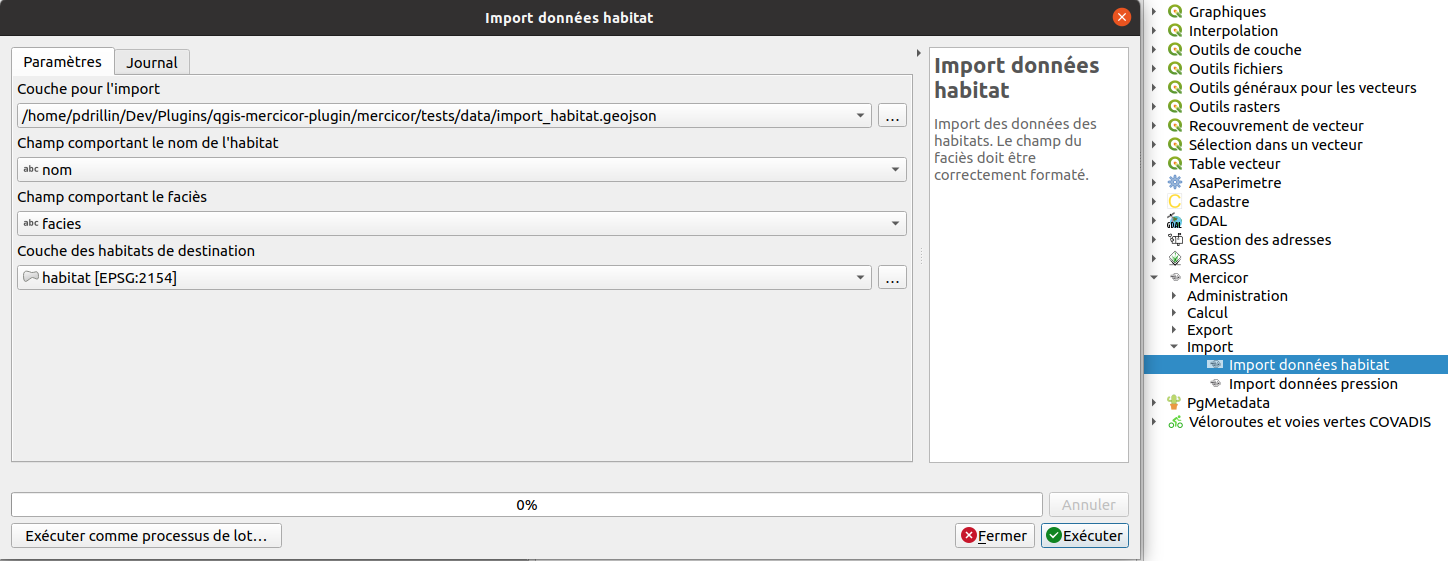 Import données habitat
Paramètres
Journal
Couche pour l'import
/home/pdrillin/Dev/Plugins/qgis-mercicor-plugin/mercicor/tests/data/import_habitat.geojson
...
Champ comportant le nom de l'habitat
abc nom
Champ comportant le faciès
abc facies
Couche des habitats de destination
habitat [EPSG:2154]
...
Import données
habitat
Import des données des
habitats. Le champ du
faciès doit être
correctement formaté.
0%
Annuler
Exécuter comme processus de lot...
Fermer
Exécuter
Graphiques
Interpolation
Outils de couche
Outils fichiers
Outils généraux pour les vecteurs
Outils rasters
Recouvrement de vecteur
Sélection dans un vecteur
Table vecteur
AsaPerimetre
Cadastre
GDAL
Gestion des adresses
GRASS
Mercicor
Administration
Calcul
Export
Import
Import données habitat
Import données pression
PgMetadata
Véloroutes et voies vertes COVADIS